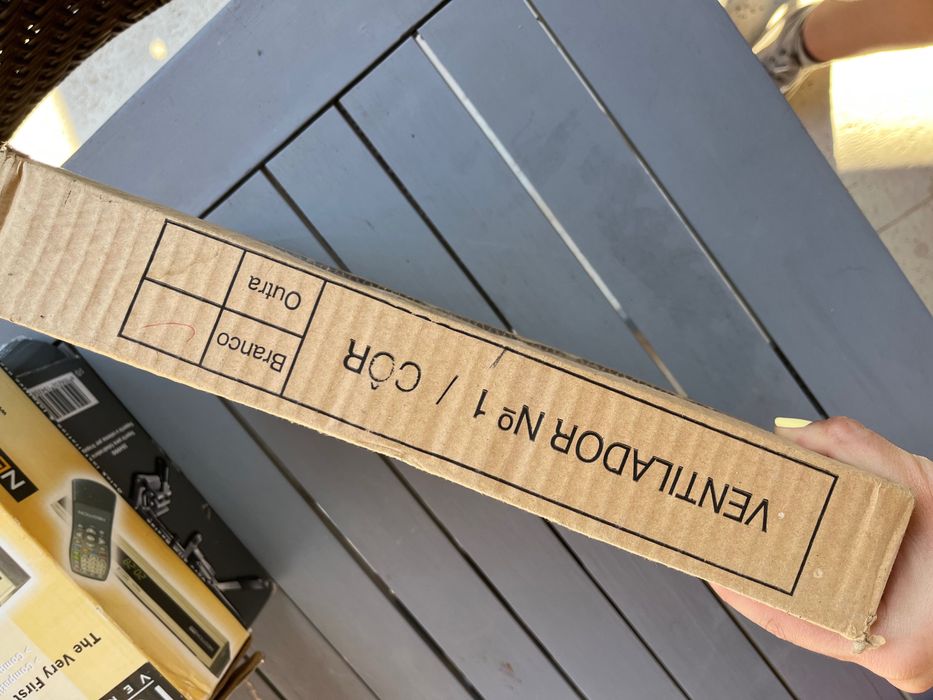 VENTILADOR Nº 1 / CÔR
Branco
Outra
The Very First